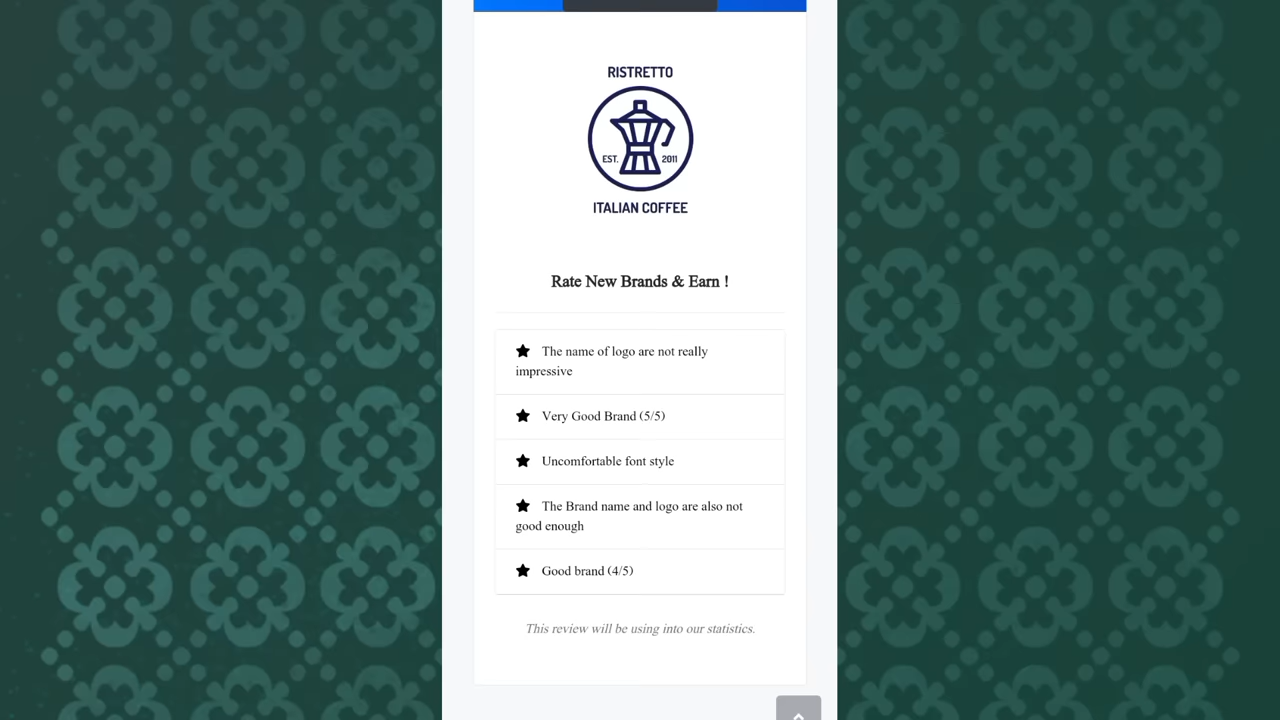 RISTRETTO
EST. 2011
ITALIAN COFFEE
Rate New Brands & Earn !
The name of logo are not really
impressive
Very Good Brand (5/5)
Uncomfortable font style
The Brand name and logo are also not
good enough
Good brand (4/5)
This review will be using into our statistics.